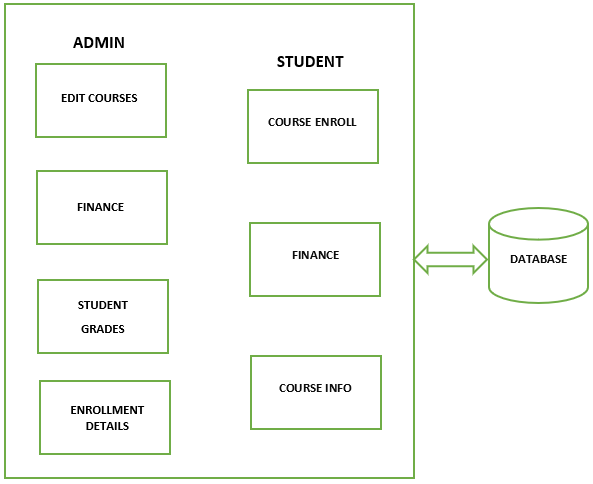 ADMIN
EDIT COURSES
FINANCE
STUDENT
GRADES
ENROLLMENT
DETAILS
STUDENT
COURSE ENROLL
FINANCE
COURSE INFO
DATABASE